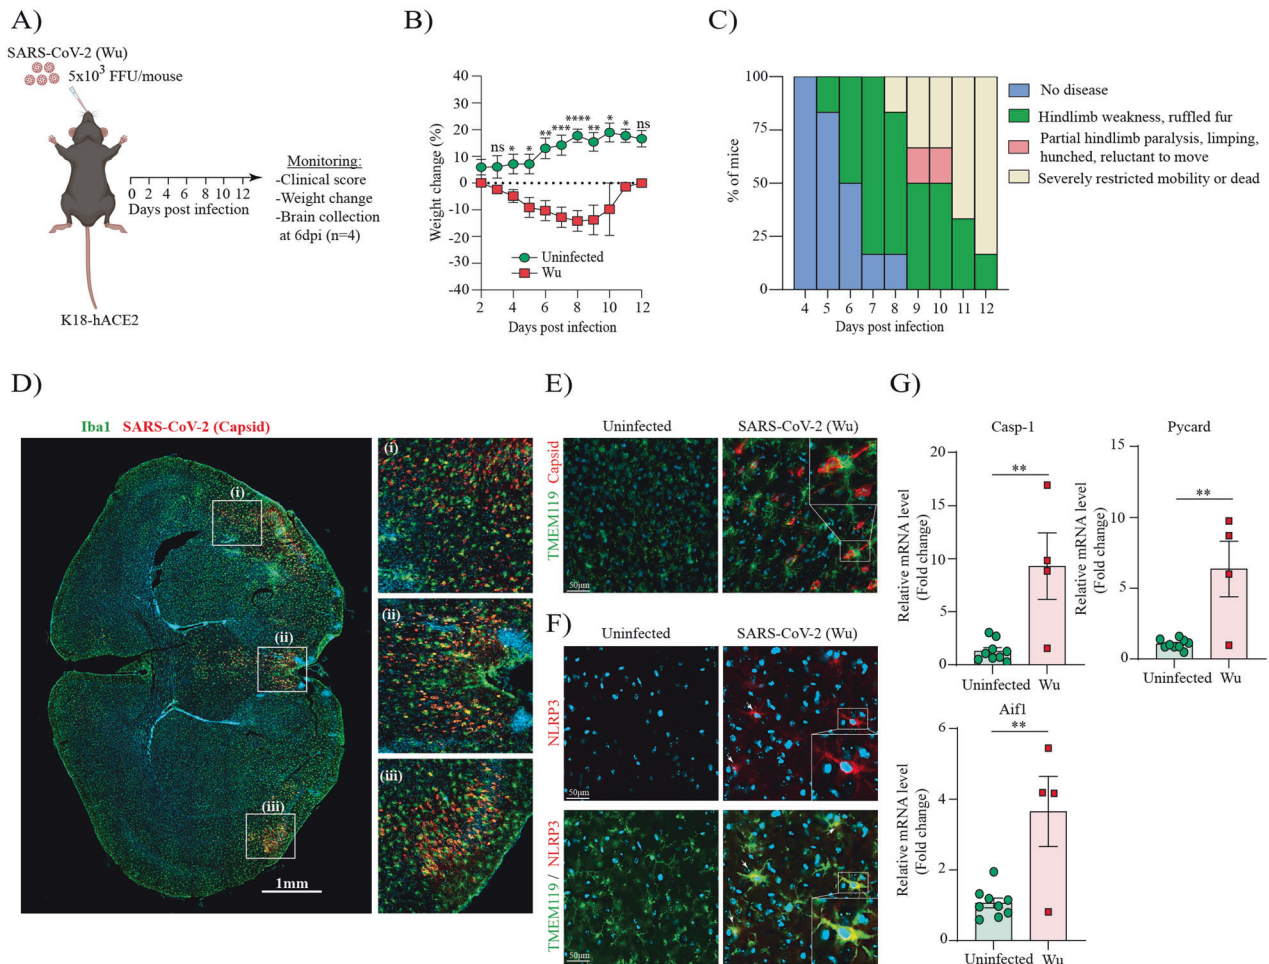 A)
SARS-CoV-2 (Wu)
5x10³ FFU/mouse
0 2 4 6 8 10 12
Days post infection
Monitoring:
-Clinical score
-Weight change
-Brain collection
at 6dpi (n=4)
K18-hACE2
B)
Weight change (%)
40
30
20
10
0
-10
-20
-30
-40
ns * * ** *** **** ** * * ns
Uninfected
Wu
2 4 6 8 10 12
Days post infection
C)
% of mice
100
75
50
25
0
4 5 6 7 8 9 10 11 12
Days post infection
No disease
Hindlimb weakness, ruffled fur
Partial hindlimb paralysis, limping,
hunched, reluctant to move
Severely restricted mobility or dead
D)
Iba1 SARS-CoV-2 (Capsid)
(i)
(ii)
(iii)
1mm
(i)
(ii)
(iii)
E)
Uninfected SARS-CoV-2 (Wu)
TMEM119 Capsid
50μm
F)
Uninfected SARS-CoV-2 (Wu)
NLRP3
50μm
TMEM119 / NLRP3
50μm
G)
Casp-1
Relative mRNA level
(Fold change)
20
15
10
5
0
**
Uninfected Wu
Pycard
Relative mRNA level
(Fold change)
15
10
5
0
**
Uninfected Wu
Aif1
Relative mRNA level
(Fold change)
6
4
2
0
**
Uninfected Wu